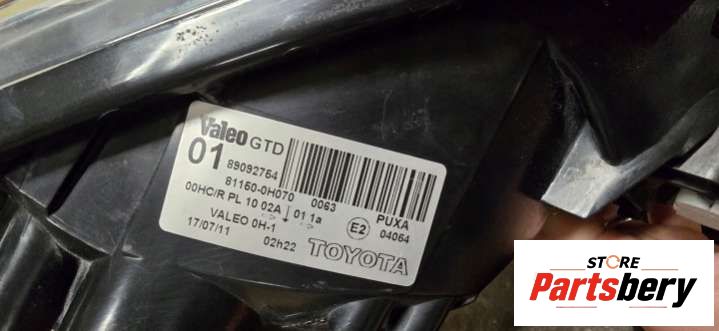 Valeo GTD
01 89092754
81150-0H070 0063
00HC/R PL 10 02A 01 1a
VALEO 0H-1
17/07/11 02h22
E2
PUXA
04064
TOYOTA
STORE
Partsbery